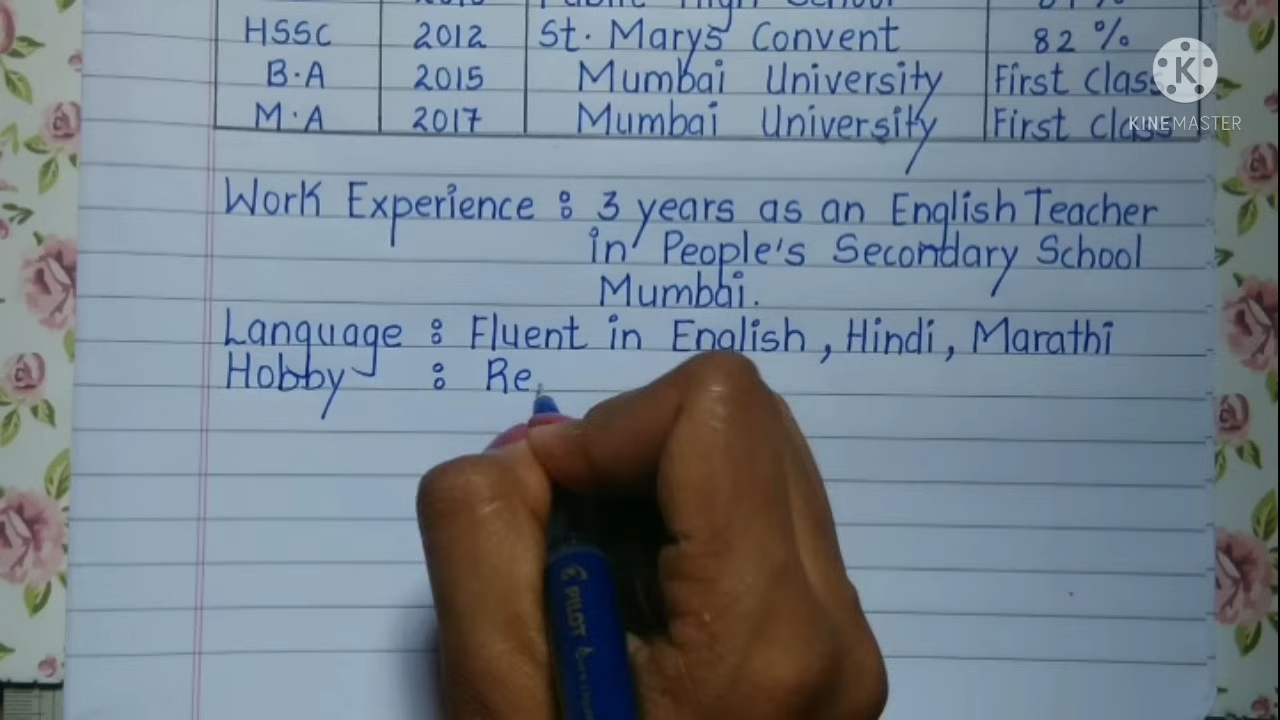 HSSC 2012 St. Marys Convent 82 %
B.A 2015 Mumbai University First Class
M.A 2017 Mumbai University First Class
K
KINEMASTER
Work Experience : 3 years as an English Teacher
in People's Secondary School
Mumbai.
Language : Fluent in English, Hindi, Marathi
Hobby : Re
PILOT